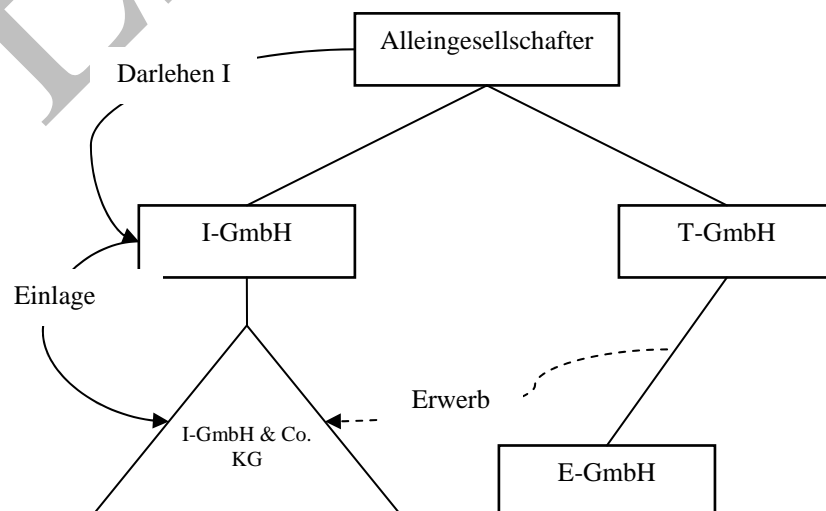 Alleingesellschafter
Darlehen I
I-GmbH
T-GmbH
Einlage
Erwerb
I-GmbH & Co.
KG
E-GmbH